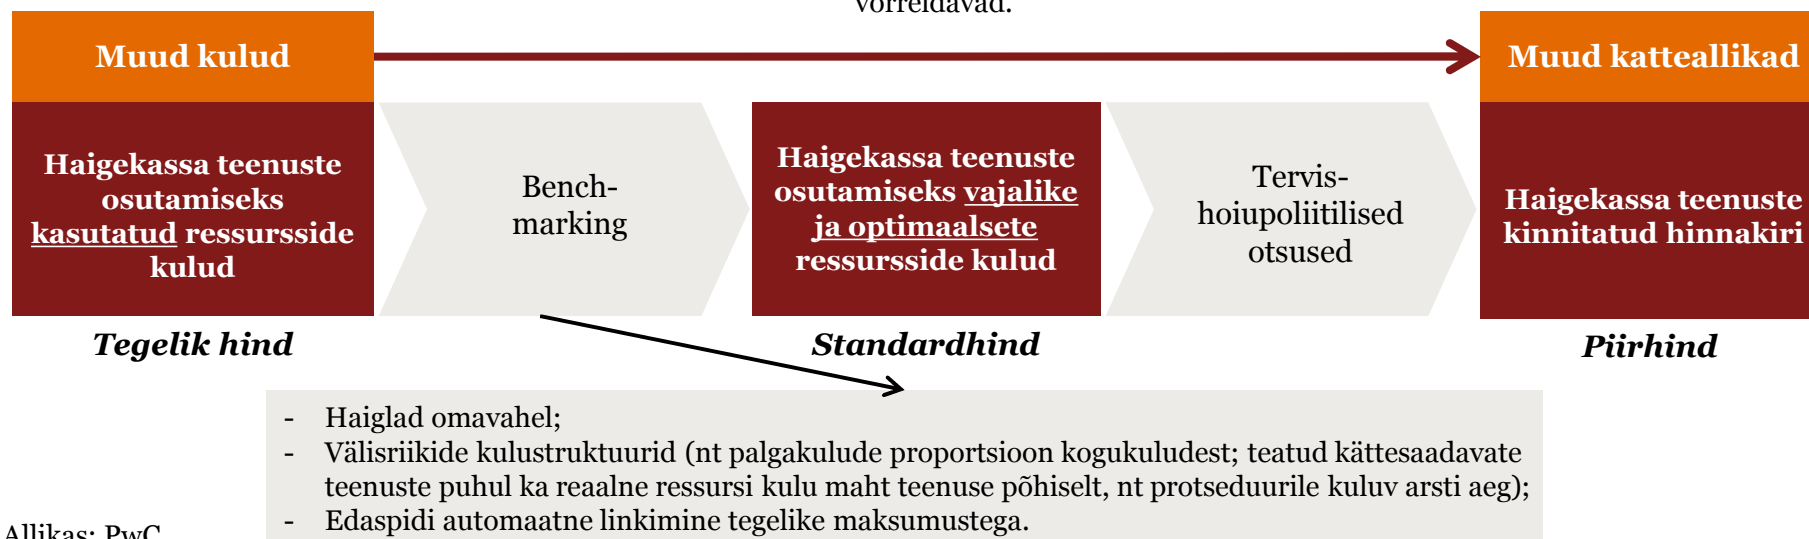 võrreldavad.
Muud kulud
Muud katteallikad
Haigekassa teenuste
osutamiseks
kasutatud ressursside
kulud
Bench-
marking
Haigekassa teenuste
osutamiseks vajalike
ja optimaalsete
ressursside kulud
Tervis-
hoiupoliitilised
otsused
Haigekassa teenuste
kinnitatud hinnakiri
Tegelik hind
Standardhind
Piirhind
- Haiglad omavahel;
- Välisriikide kulustruktuurid (nt palgakulude proportsioon kogukuludest; teatud kättesaadavate
teenuste puhul ka reaalne ressursi kulu maht teenuse põhiselt, nt protseduurile kuluv arsti aeg);
- Edaspidi automaatne linkimine tegelike maksumustega.
Allikas: PwC